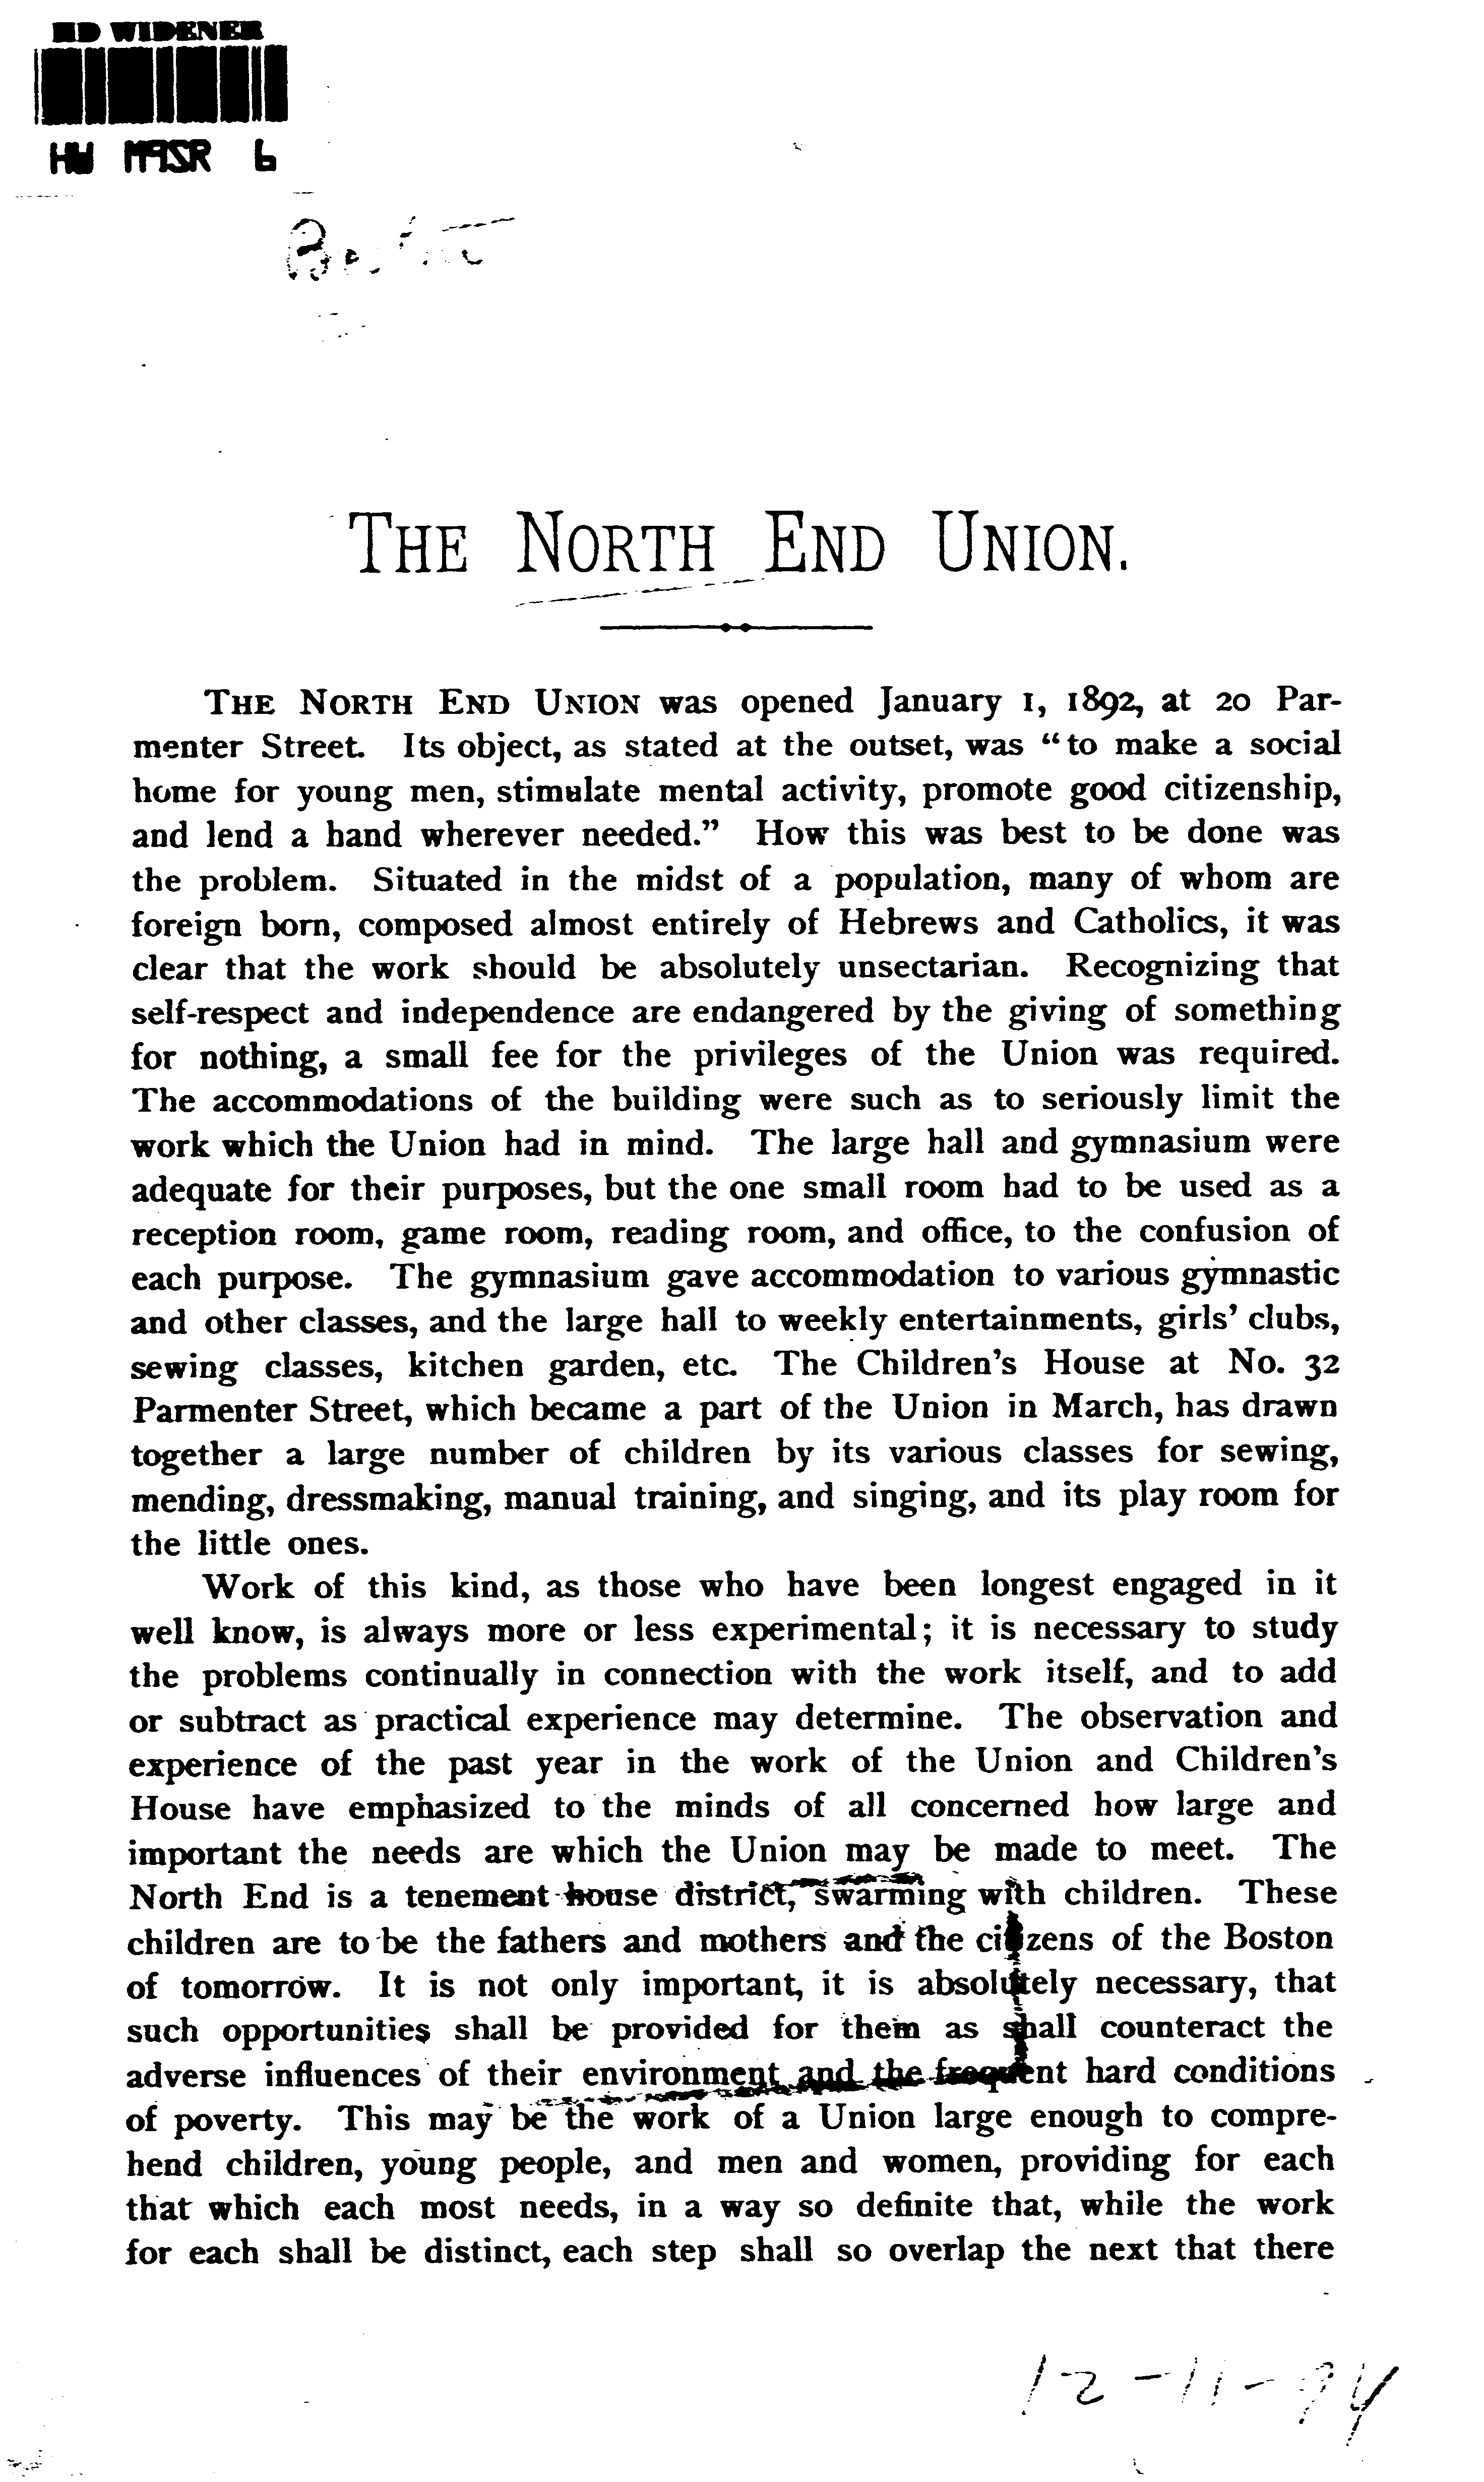 HD WIDENER
HW M9SR 6
THE NORTH END UNION.
THE NORTH END UNION was opened January 1, 1892, at 20 Par-
menter Street. Its object, as stated at the outset, was “to make a social
home for young men, stimulate mental activity, promote good citizenship,
and lend a hand wherever needed.” How this was best to be done was
the problem. Situated in the midst of a population, many of whom are
foreign born, composed almost entirely of Hebrews and Catholics, it was
clear that the work should be absolutely unsectarian. Recognizing that
self-respect and independence are endangered by the giving of something
for nothing, a small fee for the privileges of the Union was required.
The accommodations of the building were such as to seriously limit the
work which the Union had in mind. The large hall and gymnasium were
adequate for their purposes, but the one small room had to be used as a
reception room, game room, reading room, and office, to the confusion of
each purpose. The gymnasium gave accommodation to various gymnastic
and other classes, and the large hall to weekly entertainments, girls’ clubs,
sewing classes, kitchen garden, etc. The Children’s House at No. 32
Parmenter Street, which became a part of the Union in March, has drawn
together a large number of children by its various classes for sewing,
mending, dressmaking, manual training, and singing, and its play room for
the little ones.
Work of this kind, as those who have been longest engaged in it
well know, is always more or less experimental; it is necessary to study
the problems continually in connection with the work itself, and to add
or subtract as practical experience may determine. The observation and
experience of the past year in the work of the Union and Children’s
House have emphasized to the minds of all concerned how large and
important the needs are which the Union may be made to meet. The
North End is a tenement house district, swarming with children. These
children are to be the fathers and mothers and the citizens of the Boston
of tomorrow. It is not only important, it is absolutely necessary, that
such opportunities shall be provided for them as shall counteract the
adverse influences of their environment and the frequent hard conditions
of poverty. This may be the work of a Union large enough to compre-
hend children, young people, and men and women, providing for each
that which each most needs, in a way so definite that, while the work
for each shall be distinct, each step shall so overlap the next that there
12-11-94